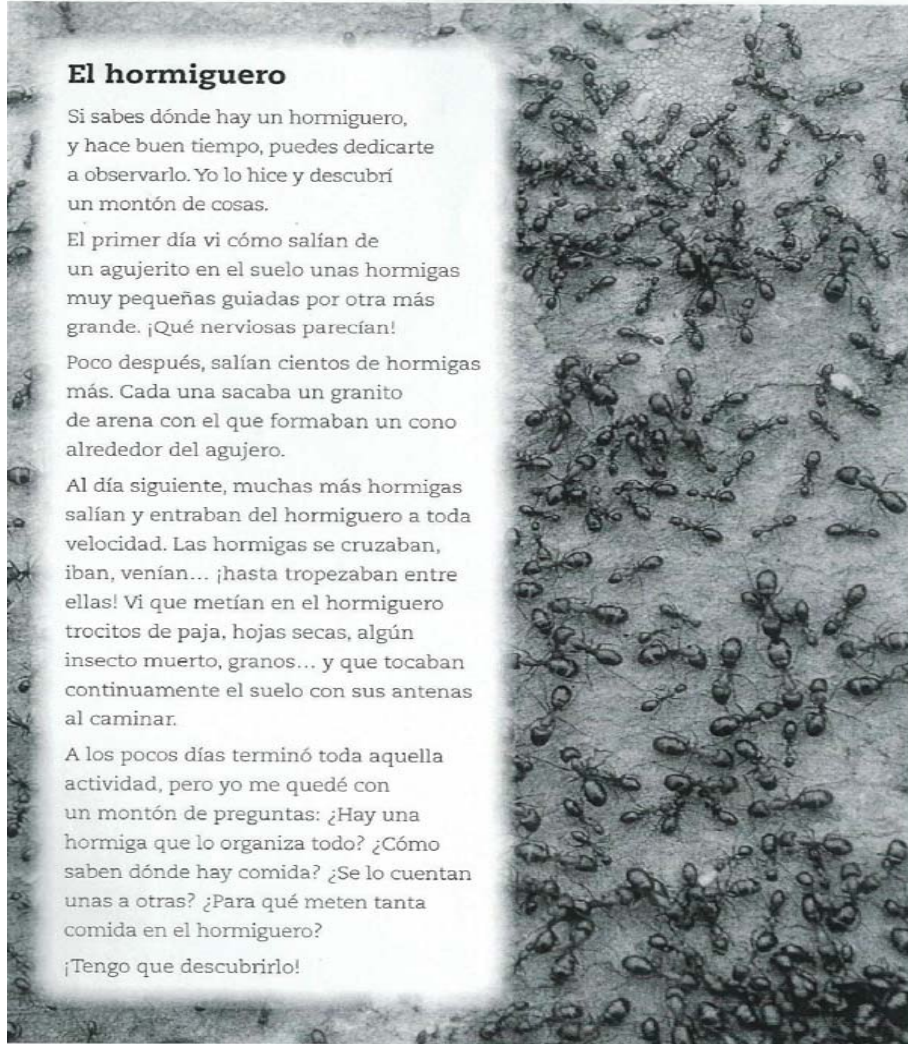 El hormiguero
Si sabes dónde hay un hormiguero,
y hace buen tiempo, puedes dedicarte
a observarlo. Yo lo hice y descubrí
un montón de cosas.
El primer día vi cómo salían de
un agujerito en el suelo unas hormigas
muy pequeñas guiadas por otra más
grande. ¡Qué nerviosas parecían!
Poco después, salían cientos de hormigas
más. Cada una sacaba un granito
de arena con el que formaban un cono
alrededor del agujero.
Al día siguiente, muchas más hormigas
salían y entraban del hormiguero a toda
velocidad. Las hormigas se cruzaban,
iban, venían... ¡hasta tropezaban entre
ellas! Vi que metían en el hormiguero
trocitos de paja, hojas secas, algún
insecto muerto, granos... y que tocaban
continuamente el suelo con sus antenas
al caminar.
A los pocos días terminó toda aquella
actividad, pero yo me quedé con
un montón de preguntas: ¿Hay una
hormiga que lo organiza todo? ¿Cómo
saben dónde hay comida? ¿Se lo cuentan
unas a otras? ¿Para qué meten tanta
comida en el hormiguero?
¡Tengo que descubrirlo!